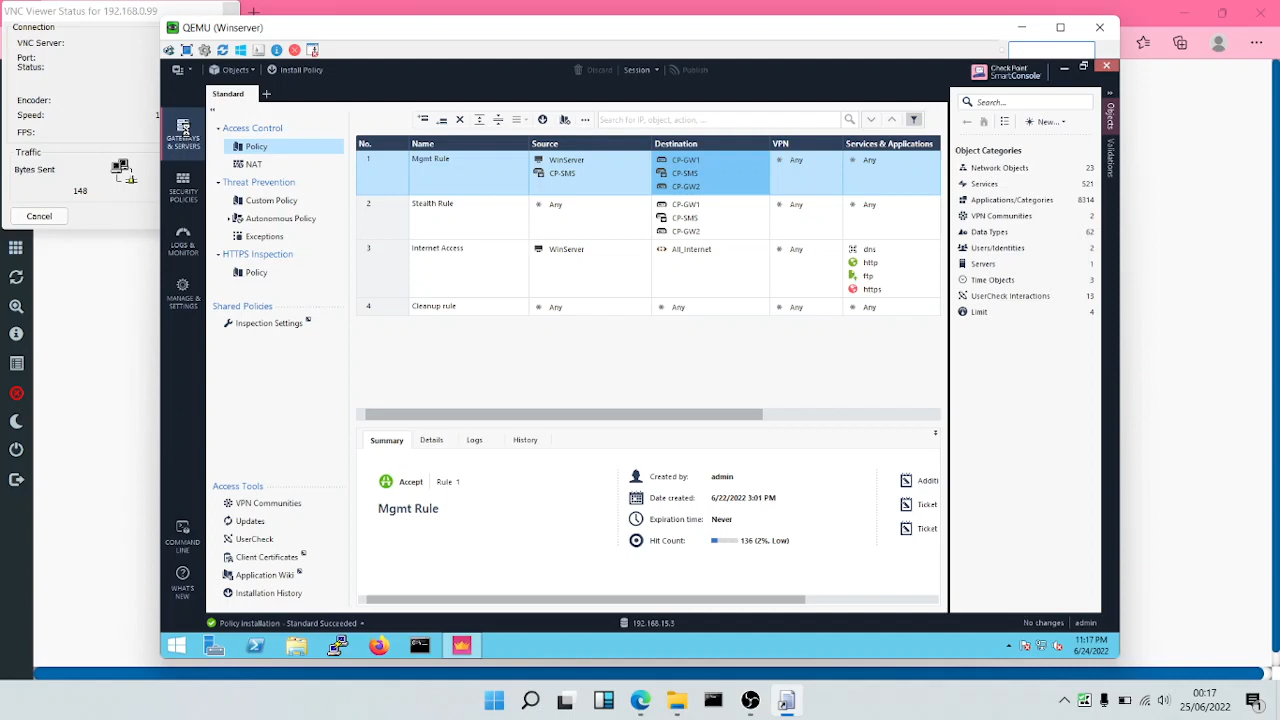 VNC Viewer Status for 192.168.0.99
Connection
VNC Server:
Port:
Status:
Encoder:
Speed:
FPS:
Traffic
Bytes Sent
148
Cancel
QEMU (Winserver)
Objects
Install Policy
Discard
Session
Publish
Check Point
SmartConsole
GATEWAYS
& SERVERS
SECURITY
POLICIES
LOGS &
MONITOR
MANAGE &
SETTINGS
COMMAND
LINE
WHAT'S
NEW
Standard
Access Control
Policy
NAT
Threat Prevention
Custom Policy
Autonomous Policy
Exceptions
HTTPS Inspection
Policy
Shared Policies
Inspection Settings
Access Tools
VPN Communities
Updates
UserCheck
Client Certificates
Application Wiki
Installation History
Search for IP, object, action, ...
No. Name Source Destination VPN Services & Applications
1 Mgmt Rule WinServer CP-GW1 Any Any
CP-SMS CP-SMS
CP-GW2
2 Stealth Rule Any CP-GW1 Any Any
CP-SMS
CP-GW2
3 Internet Access WinServer All_Internet Any dns
http
ftp
https
4 Cleanup rule Any Any Any Any
Summary Details Logs History
Accept Rule 1
Mgmt Rule
Created by: admin
Date created: 6/22/2022 3:01 PM
Expiration time: Never
Hit Count: 136 (2%, Low)
Additi
Ticket
Ticket
Search...
New...
Object Categories
Network Objects 23
Services 521
Applications/Categories 8314
VPN Communities 2
Data Types 62
Users/Identities 2
Servers 1
Time Objects 3
UserCheck Interactions 13
Limit 4
Objects
Validations
Policy installation - Standard Succeeded
192.168.15.3
No changes
admin
11:17 PM
6/24/2022
00:17
25/06/2022